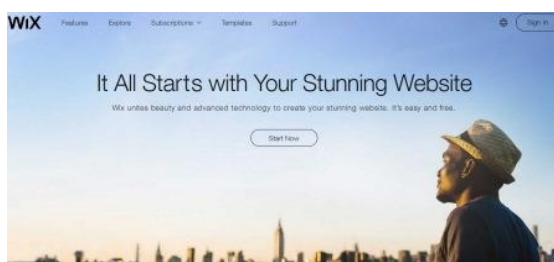 WiX Features Explore Subscriptions Templates Support Sign In
It All Starts with Your Stunning Website
Wix unites beauty and advanced technology to create your stunning website. It's easy and free.
Start Now